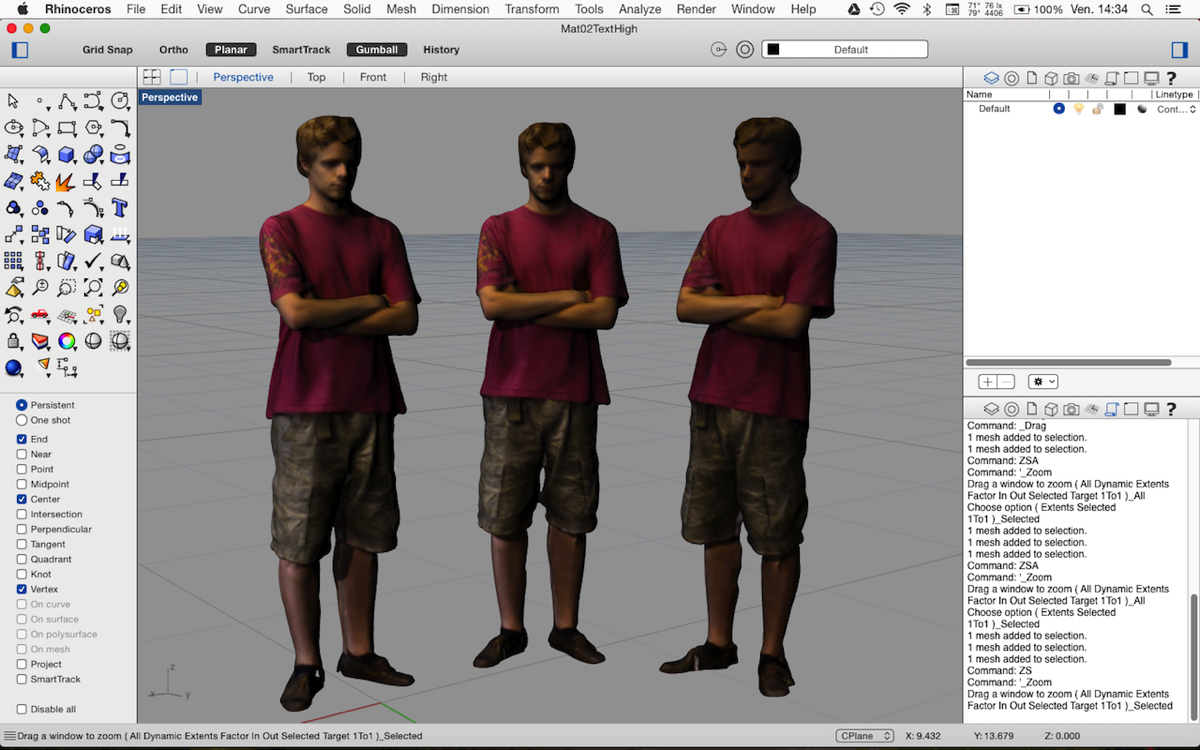 Rhinoceros File Edit View Curve Surface Solid Mesh Dimension Transform Tools Analyze Render Window Help 71° 76 lx 79° 4406 100% Ven. 14:34
Mat02TextHigh
Grid Snap Ortho Planar SmartTrack Gumball History Default
Perspective Top Front Right
Perspective
Name Linetype
Default Cont...
Persistent
One shot
End
Near
Point
Midpoint
Center
Intersection
Perpendicular
Tangent
Quadrant
Knot
Vertex
On curve
On surface
On polysurface
On mesh
Project
SmartTrack
Disable all
z
x
y
Command: _Drag
1 mesh added to selection.
1 mesh added to selection.
Command: ZSA
Command: '_Zoom
Drag a window to zoom ( All Dynamic Extents
Factor In Out Selected Target 1To1 )_All
Choose option ( Extents Selected
1To1 )_Selected
1 mesh added to selection.
1 mesh added to selection.
1 mesh added to selection.
Command: ZSA
Command: '_Zoom
Drag a window to zoom ( All Dynamic Extents
Factor In Out Selected Target 1To1 )_All
Choose option ( Extents Selected
1To1 )_Selected
1 mesh added to selection.
1 mesh added to selection.
1 mesh added to selection.
Command: ZS
Command: '_Zoom
Drag a window to zoom ( All Dynamic Extents
Factor In Out Selected Target 1To1 )_Selected
Drag a window to zoom ( All Dynamic Extents Factor In Out Selected Target 1To1 )_Selected CPlane X: 9.432 Y: 13.679 Z: 0.000